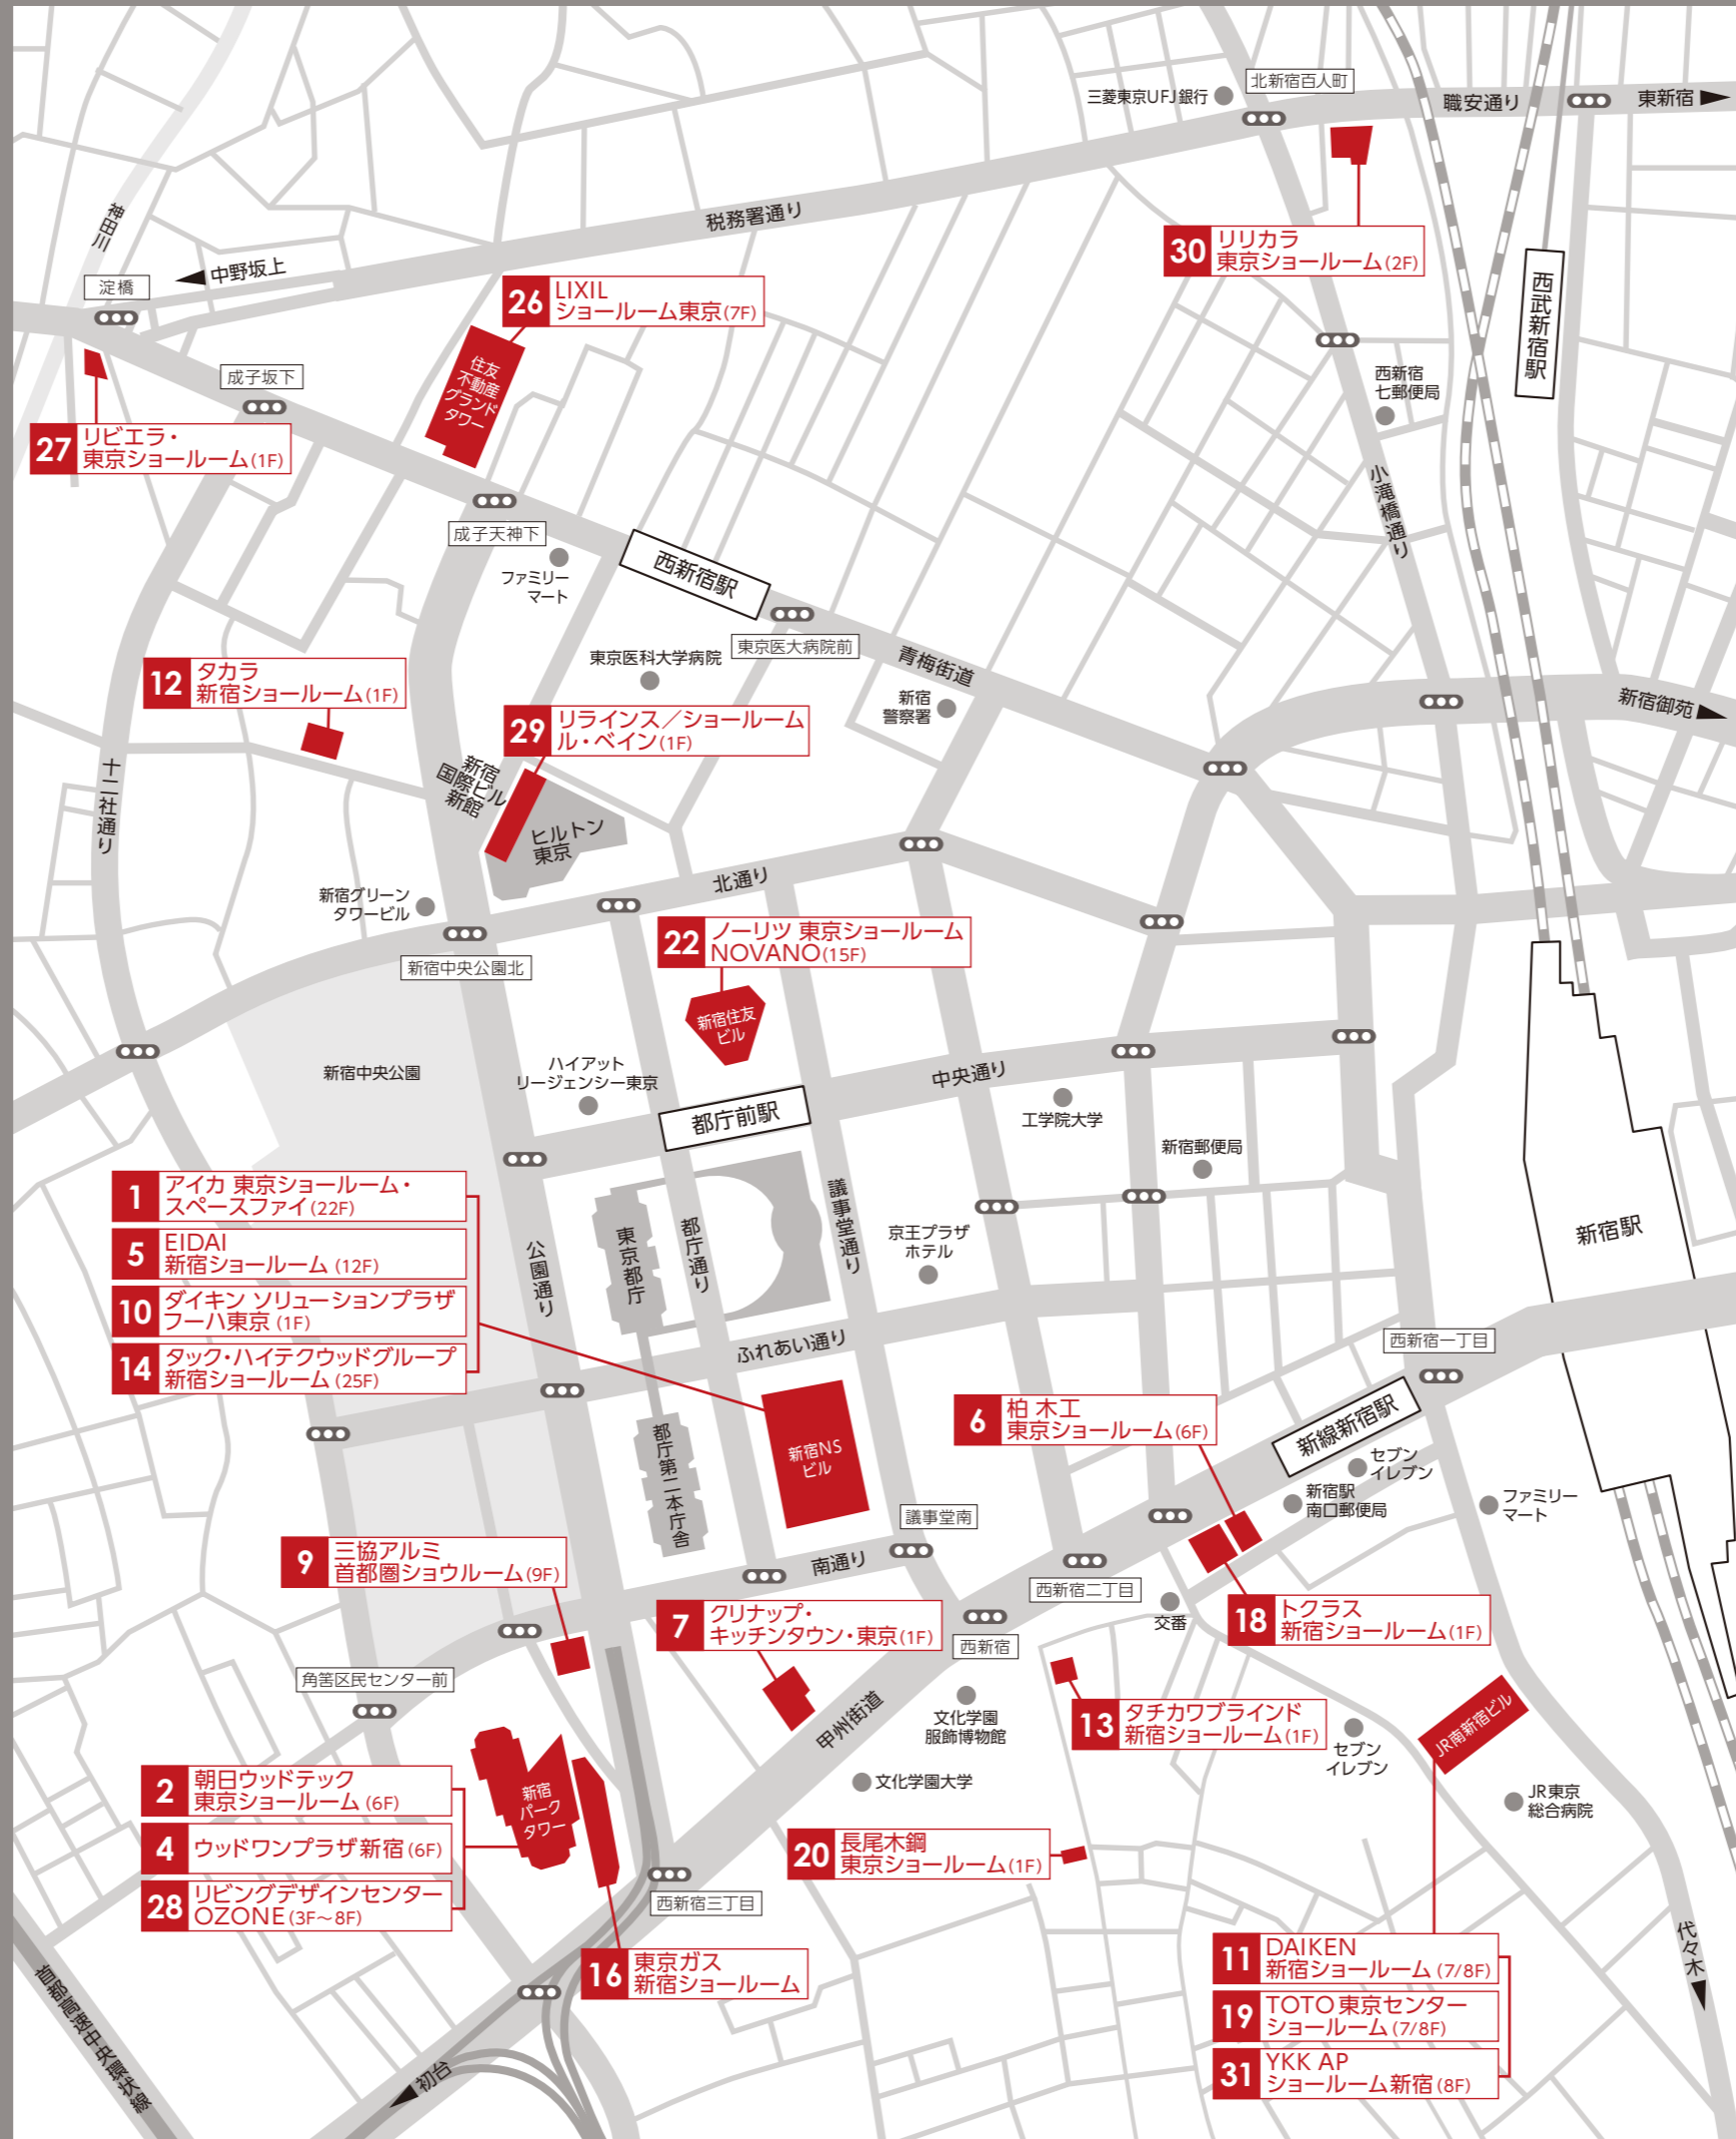 北新宿百人町
三菱東京UFJ銀行
職安通り
東新宿
税務署通り
神田川
中野坂上
淀橋
30
リリカラ
東京ショールーム(2F)
西武新宿駅
26
LIXIL
ショールーム東京(7F)
住友
不動産
グランド
タワー
成子坂下
西新宿
七郵便局
27
リビエラ・
東京ショールーム(1F)
小滝橋通り
成子天神下
ファミリー
マート
西新宿駅
東京医大病院前
青梅街道
東京医科大学病院
新宿
警察署
新宿御苑
12
タカラ
新宿ショールーム(1F)
29
リラインス／ショールーム
ル・ベイン(1F)
新宿
国際ビル
新館
ヒルトン
東京
十二社通り
北通り
新宿グリーン
タワービル
新宿中央公園北
22
ノーリツ 東京ショールーム
NOVANO(15F)
新宿住友
ビル
新宿中央公園
ハイアット
リージェンシー東京
中央通り
都庁前駅
工学院大学
新宿郵便局
1
アイカ 東京ショールーム・
スペースファイ(22F)
5
EIDAI
新宿ショールーム (12F)
10
ダイキン ソリューションプラザ
フーハ東京 (1F)
14
タック・ハイテクウッドグループ
新宿ショールーム (25F)
公園通り
東京都庁
都庁通り
議事堂通り
京王プラザ
ホテル
新宿駅
ふれあい通り
西新宿一丁目
6
柏 木工
東京ショールーム(6F)
新線新宿駅
セブン
イレブン
新宿駅
南口郵便局
ファミリー
マート
都庁第二本庁舎
新宿NS
ビル
議事堂南
南通り
9
三協アルミ
首都圏ショウルーム(9F)
西新宿二丁目
交番
18
トクラス
新宿ショールーム(1F)
7
クリナップ・
キッチンタウン・東京(1F)
西新宿
角筈区民センター前
甲州街道
文化学園
服飾博物館
13
タチカワブラインド
新宿ショールーム(1F)
セブン
イレブン
JR南新宿ビル
文化学園大学
JR東京
総合病院
2
朝日ウッドテック
東京ショールーム (6F)
4
ウッドワンプラザ新宿 (6F)
28
リビングデザインセンター
OZONE (3F～8F)
新宿
パーク
タワー
20
長尾木鋼
東京ショールーム(1F)
西新宿三丁目
16
東京ガス
新宿ショールーム
11
DAIKEN
新宿ショールーム (7/8F)
19
TOTO 東京センター
ショールーム (7/8F)
31
YKK AP
ショールーム新宿 (8F)
代々木
首都高速中央環状線
初台